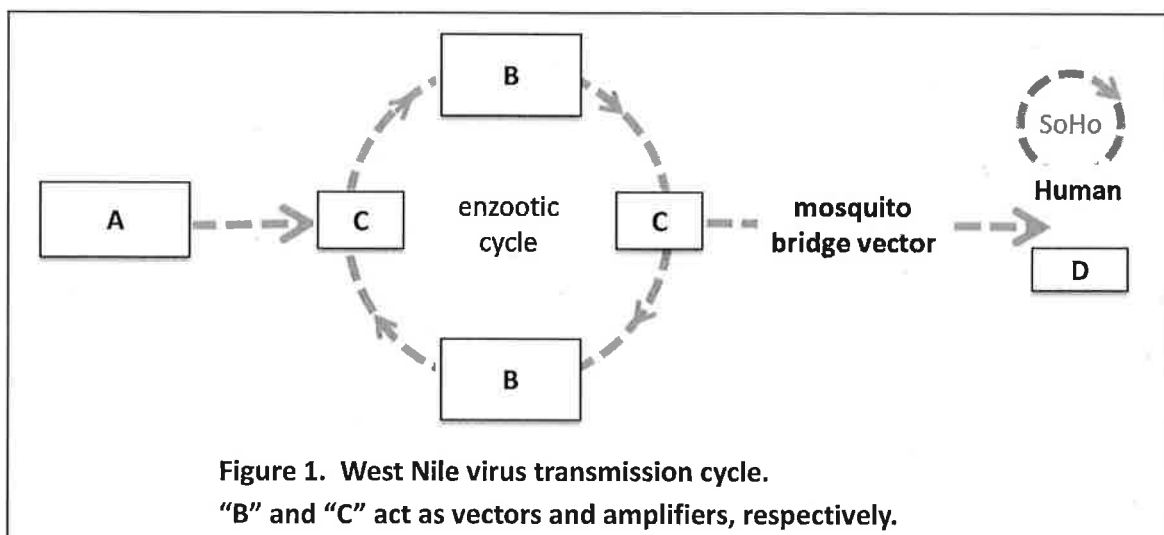 B
SoHo
Human
A
C
enzootic
cycle
C
mosquito
bridge vector
D
B
Figure 1. West Nile virus transmission cycle.
“B” and “C” act as vectors and amplifiers, respectively.